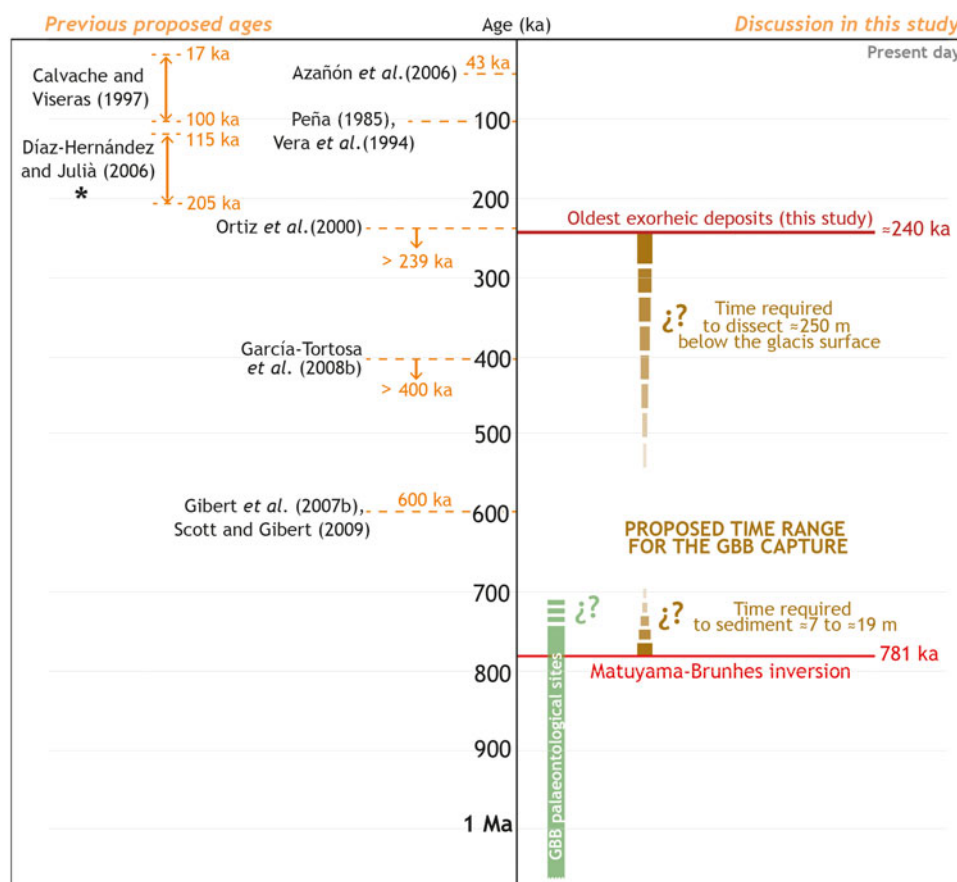 Previous proposed ages
Age (ka)
Discussion in this study
Present day
17 ka
Calvache and
Viseras (1997)
100 ka
43 ka
Azañón et al.(2006)
Peña (1985),
Vera et al.(1994)
100
115 ka
Díaz-Hernández
and Julià (2006)
*
205 ka
200
Ortiz et al.(2000)
> 239 ka
Oldest exorheic deposits (this study)
≈240 ka
300
¿?
Time required
to dissect ≈250 m
below the glacis surface
García-Tortosa
et al. (2008b)
> 400 ka
400
500
Gibert et al. (2007b),
Scott and Gibert (2009)
600 ka
600
PROPOSED TIME RANGE
FOR THE GBB CAPTURE
700
¿?
¿?
Time required
to sediment ≈7 to ≈19 m
781 ka
Matuyama-Brunhes inversion
800
900
1 Ma
GBB palaeontological sites